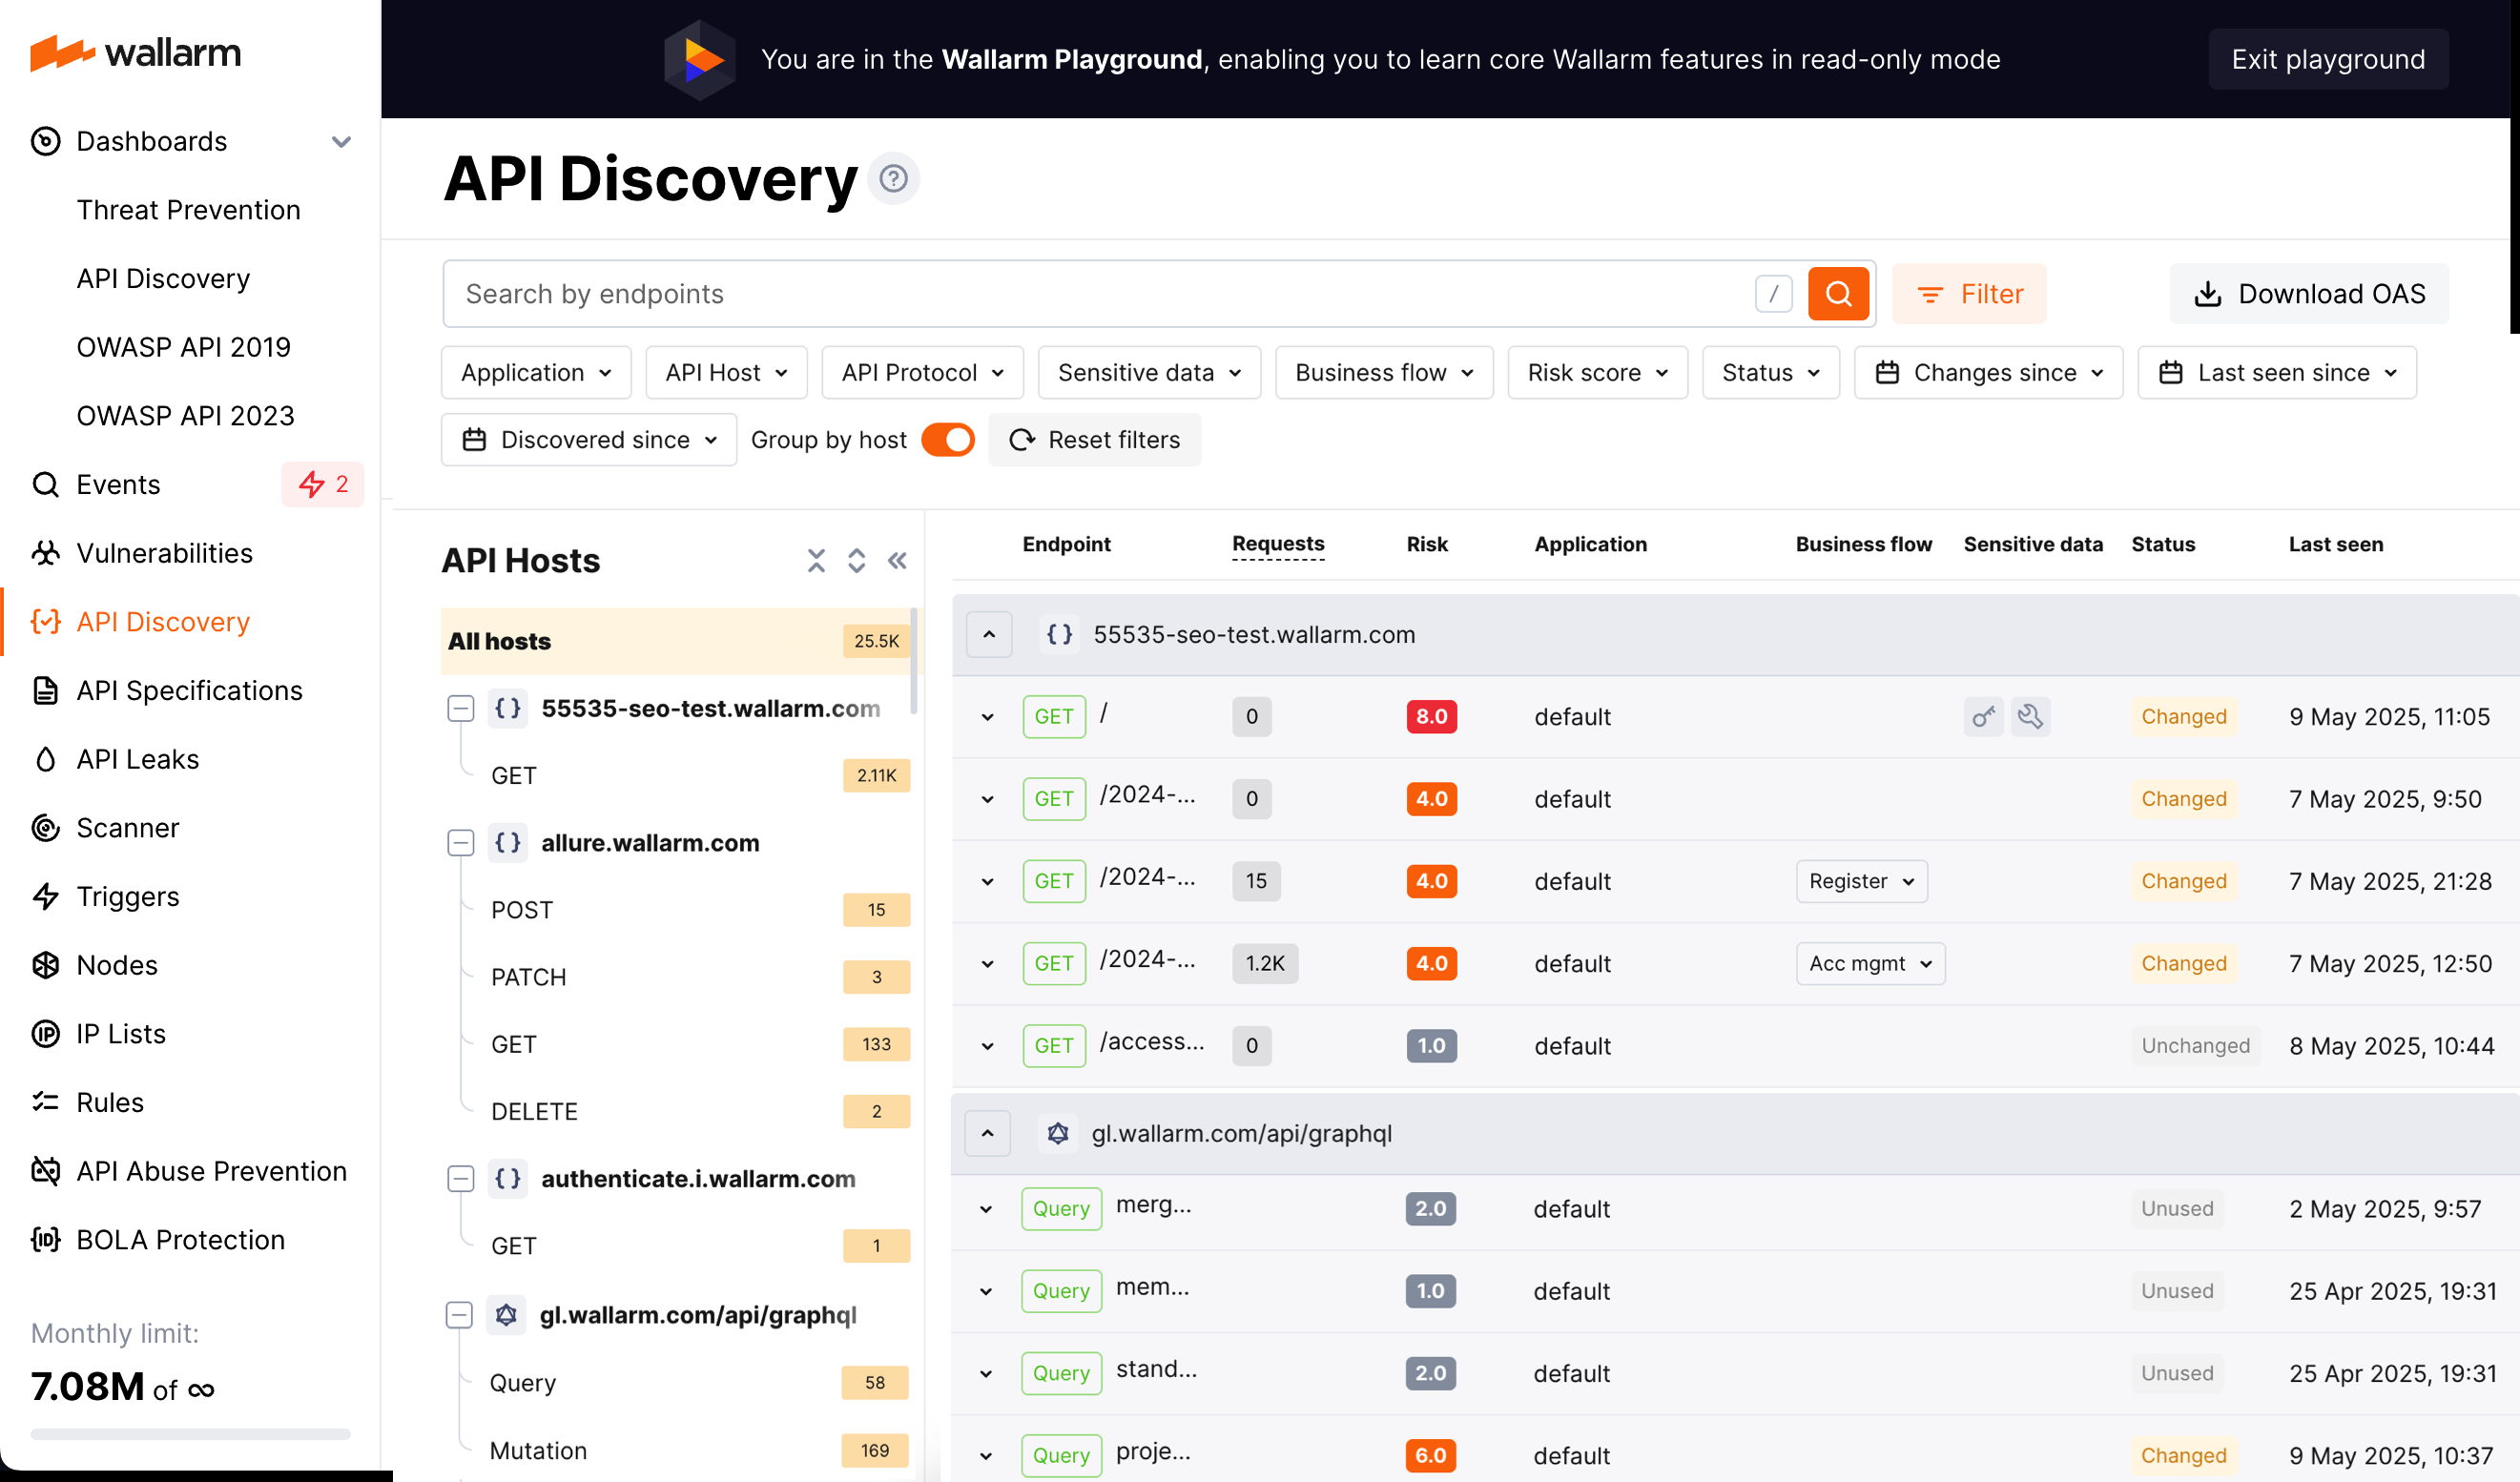 wallarm
You are in the Wallarm Playground, enabling you to learn core Wallarm features in read-only mode
Exit playground
Dashboards
Threat Prevention
API Discovery
OWASP API 2019
OWASP API 2023
Events 2
Vulnerabilities
API Discovery
API Specifications
API Leaks
Scanner
Triggers
Nodes
IP Lists
Rules
API Abuse Prevention
BOLA Protection
Monthly limit:
7.08M of ∞
API Discovery ?
Search by endpoints /
Filter
Download OAS
Application API Host API Protocol Sensitive data Business flow Risk score Status Changes since Last seen since
Discovered since Group by host Reset filters
API Hosts
All hosts 25.5K
{} 55535-seo-test.wallarm.com
GET 2.11K
{} allure.wallarm.com
POST 15
PATCH 3
GET 133
DELETE 2
{} authenticate.i.wallarm.com
GET 1
gl.wallarm.com/api/graphql
Query 58
Mutation 169
Endpoint Requests Risk Application Business flow Sensitive data Status Last seen
{} 55535-seo-test.wallarm.com
GET / 0 8.0 default Changed 9 May 2025, 11:05
GET /2024-... 0 4.0 default Changed 7 May 2025, 9:50
GET /2024-... 15 4.0 default Register Changed 7 May 2025, 21:28
GET /2024-... 1.2K 4.0 default Acc mgmt Changed 7 May 2025, 12:50
GET /access... 0 1.0 default Unchanged 8 May 2025, 10:44
gl.wallarm.com/api/graphql
Query merg... 2.0 default Unused 2 May 2025, 9:57
Query mem... 1.0 default Unused 25 Apr 2025, 19:31
Query stand... 2.0 default Unused 25 Apr 2025, 19:31
Query proje... 6.0 default Changed 9 May 2025, 10:37